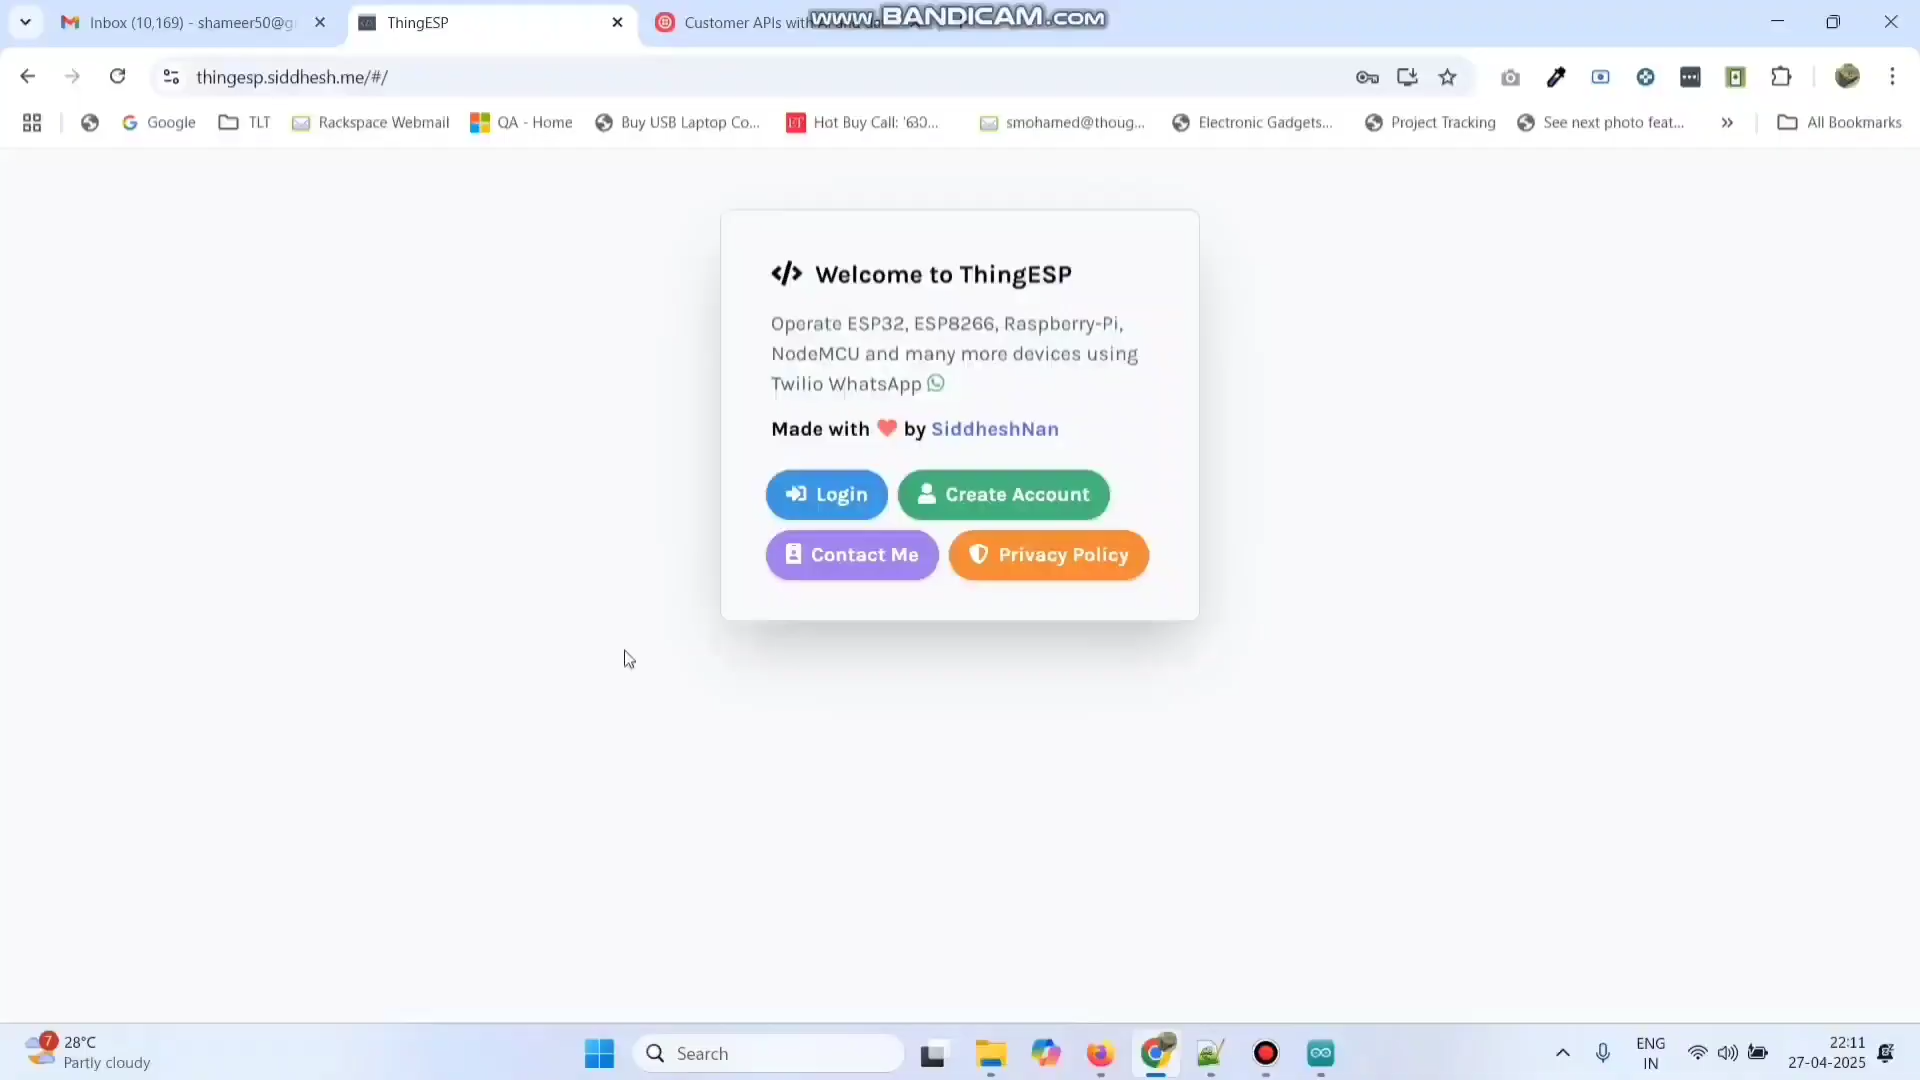 www.BANDICAM.com
Inbox (10,169) - shameer50@g
ThingESP
Customer APIs with
thingesp.siddhesh.me/#/
Google
TLT
Rackspace Webmail
QA - Home
Buy USB Laptop Co...
ET
Hot Buy Call: '630...
smohamed@thoug...
Electronic Gadgets...
Project Tracking
See next photo feat...
All Bookmarks
</> Welcome to ThingESP
Operate ESP32, ESP8266, Raspberry-Pi,
NodeMCU and many more devices using
Twilio WhatsApp
Made with ❤ by SiddheshNan
Login
Create Account
Contact Me
Privacy Policy
7
28°C
Partly cloudy
Search
ENG
IN
22:11
27-04-2025